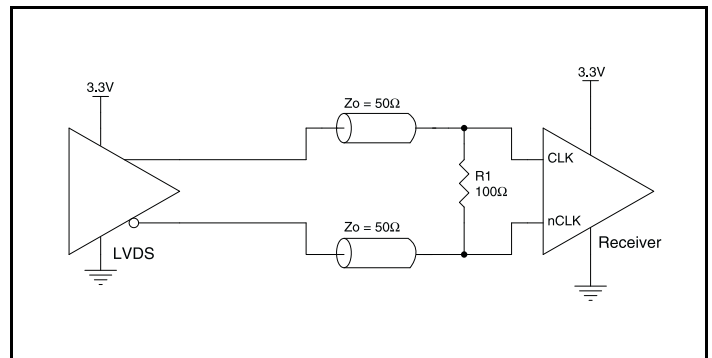 3.3V
LVDS
Zo = 50Ω
Zo = 50Ω
R1
100Ω
3.3V
CLK
nCLK
Receiver